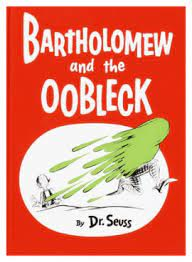 BARTHOLOMEW
and the
OOBLECK
By Dr. Seuss